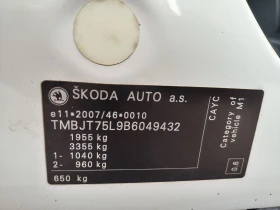 ŠKODA AUTO a.s.
e11*2007/46*0010
TMBJT75L9B6049432
1955 kg
3355 kg
1- 1040 kg
2- 960 kg
650 kg
CAYC
Category of
vehicle M1
0,8